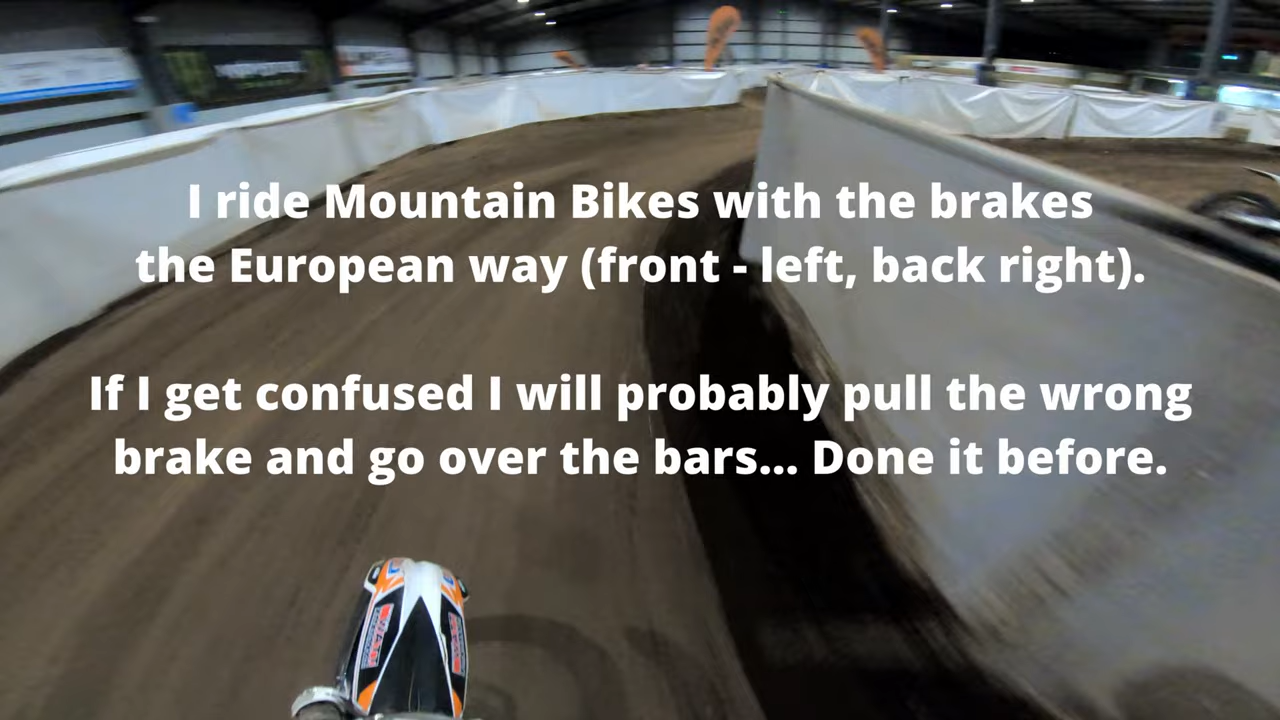 I ride Mountain Bikes with the brakes
the European way (front - left, back right).
If I get confused I will probably pull the wrong
brake and go over the bars... Done it before.